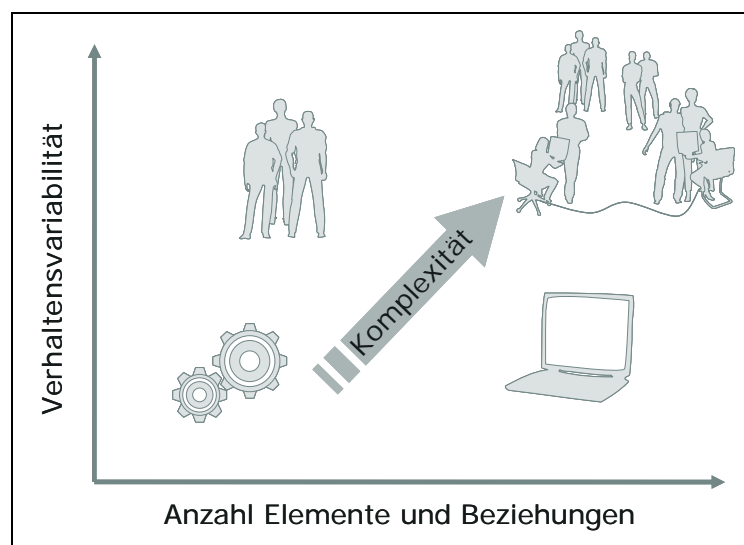 Verhaltensvariabilität
Komplexität
Anzahl Elemente und Beziehungen